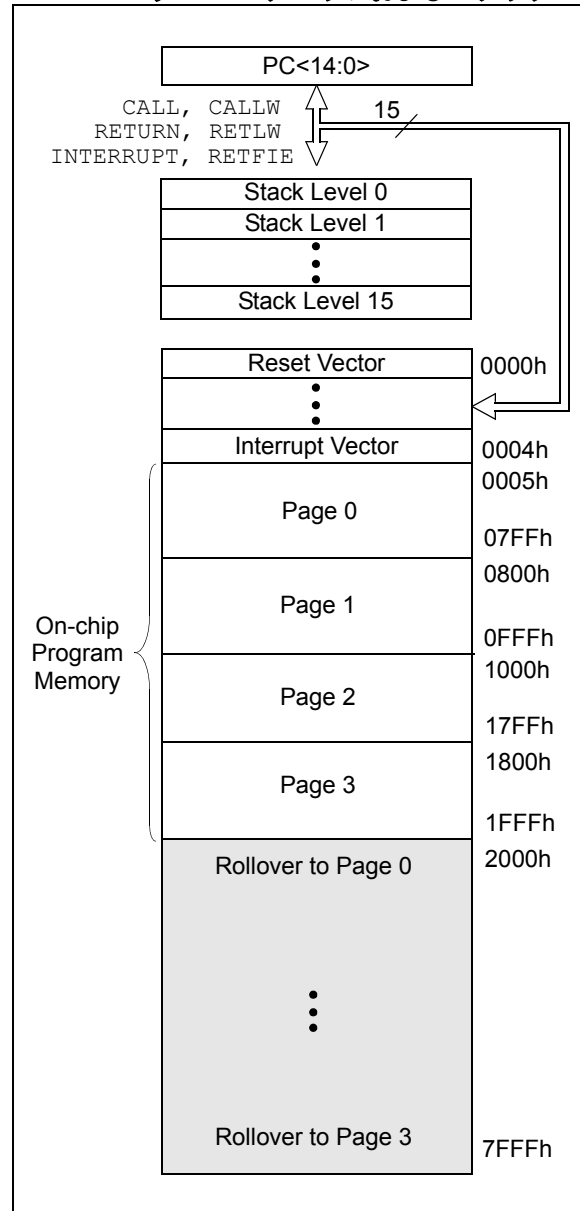 PC<14:0>
CALL, CALLW
15
RETURN, RETLW
INTERRUPT, RETFIE
Stack Level 0
Stack Level 1
Stack Level 15
Reset Vector
0000h
Interrupt Vector
0004h
0005h
Page 0
07FFh
0800h
Page 1
On-chip
Program
Memory
0FFFh
1000h
Page 2
17FFh
1800h
Page 3
1FFFh
Rollover to Page 0
2000h
Rollover to Page 3
7FFFh